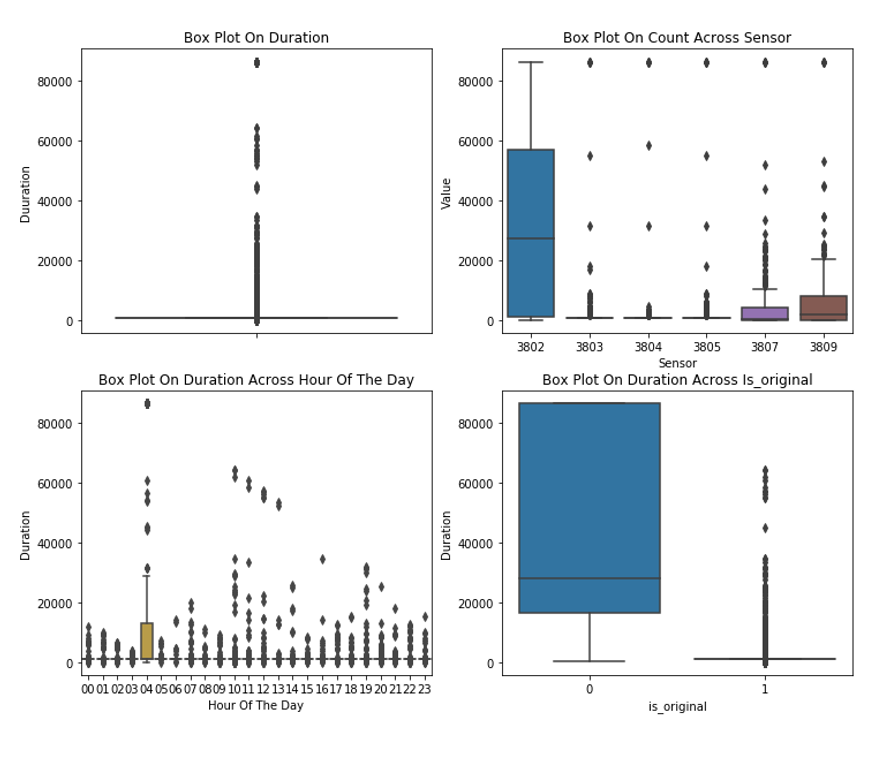 Box Plot On Duration
80000
60000
40000
20000
0
Duuration
Box Plot On Count Across Sensor
80000
60000
40000
20000
0
Value
3802 3803 3804 3805 3807 3809
Sensor
Box Plot On Duration Across Hour Of The Day
80000
60000
40000
20000
0
Duration
00 01 02 03 04 05 06 07 08 09 10 11 12 13 14 15 16 17 18 19 20 21 22 23
Hour Of The Day
Box Plot On Duration Across Is_original
80000
60000
40000
20000
0
Duration
0 1
is_original